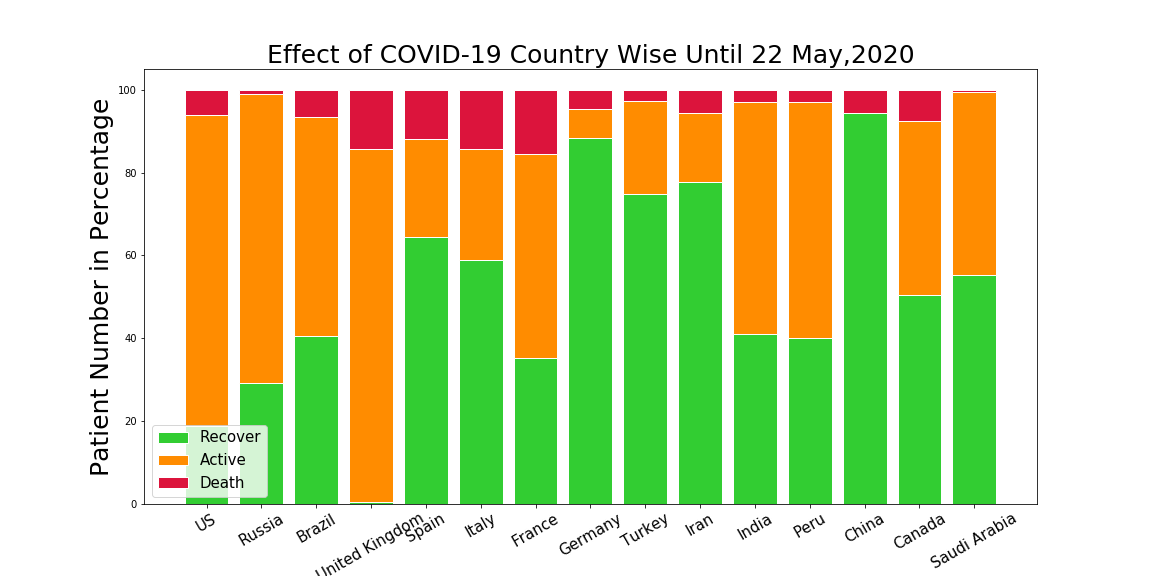 Effect of COVID-19 Country Wise Until 22 May,2020
Patient Number in Percentage
100
80
60
40
20
0
Recover
Active
Death
US
Russia
Brazil
United Kingdom
Spain
Italy
France
Germany
Turkey
Iran
India
Peru
China
Canada
Saudi Arabia